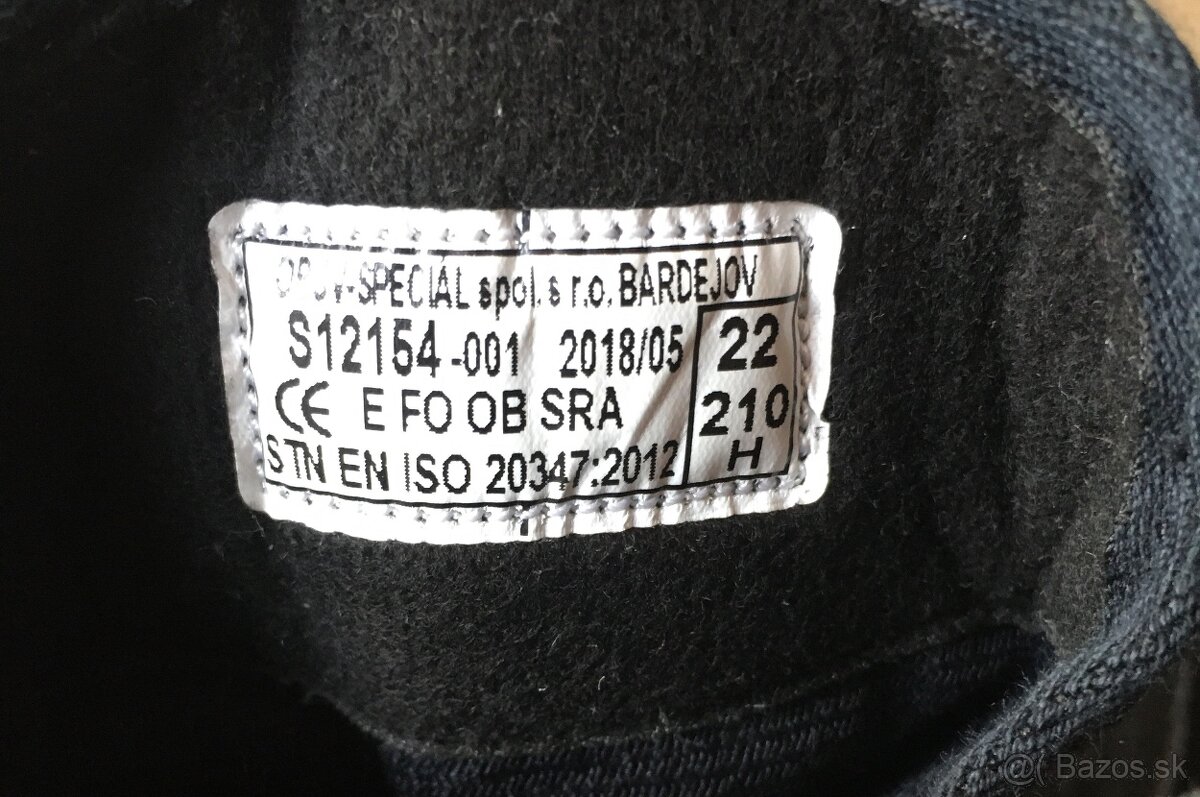 spol. s r.o. BARDEJOV
S12154-001 2018/05 22
CE E FO OB SRA 210
STN EN ISO 20347:2012 H
@( Bazos.sk